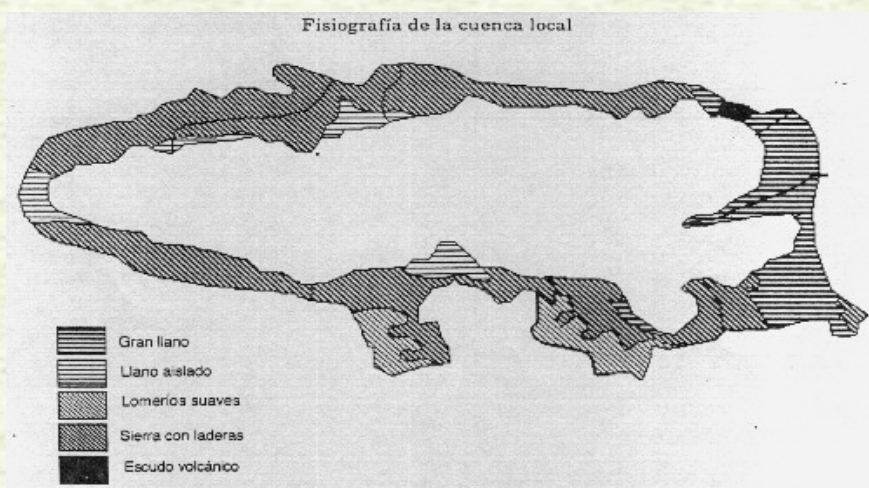 Fisiografía de la cuenca local
Gran llano
Llano aislado
Lomeríos suaves
Sierra con laderas
Escudo volcánico